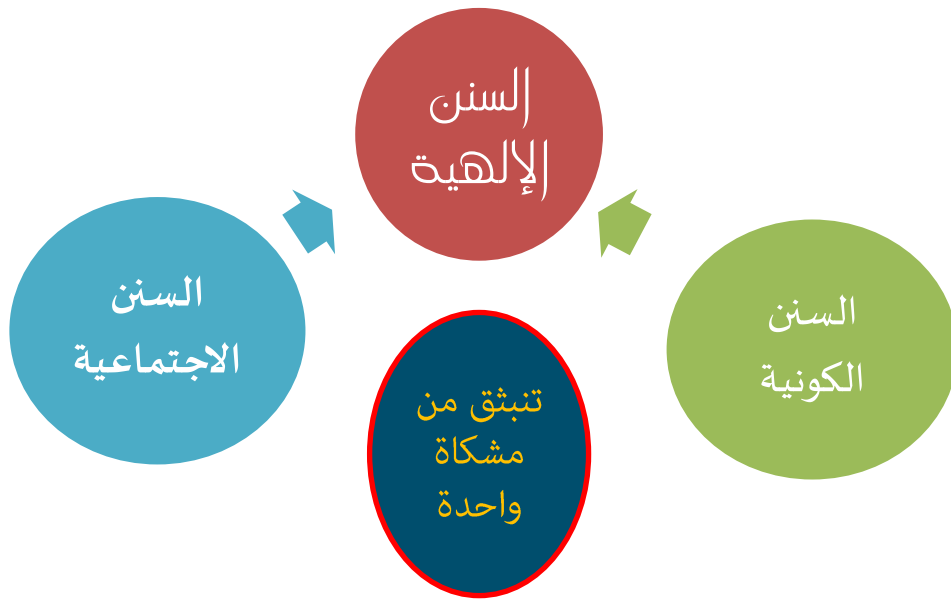 السنن
الإلهية
السنن
الكونية
السنن
الاجتماعية
تنبثق من
مشكاة
واحدة